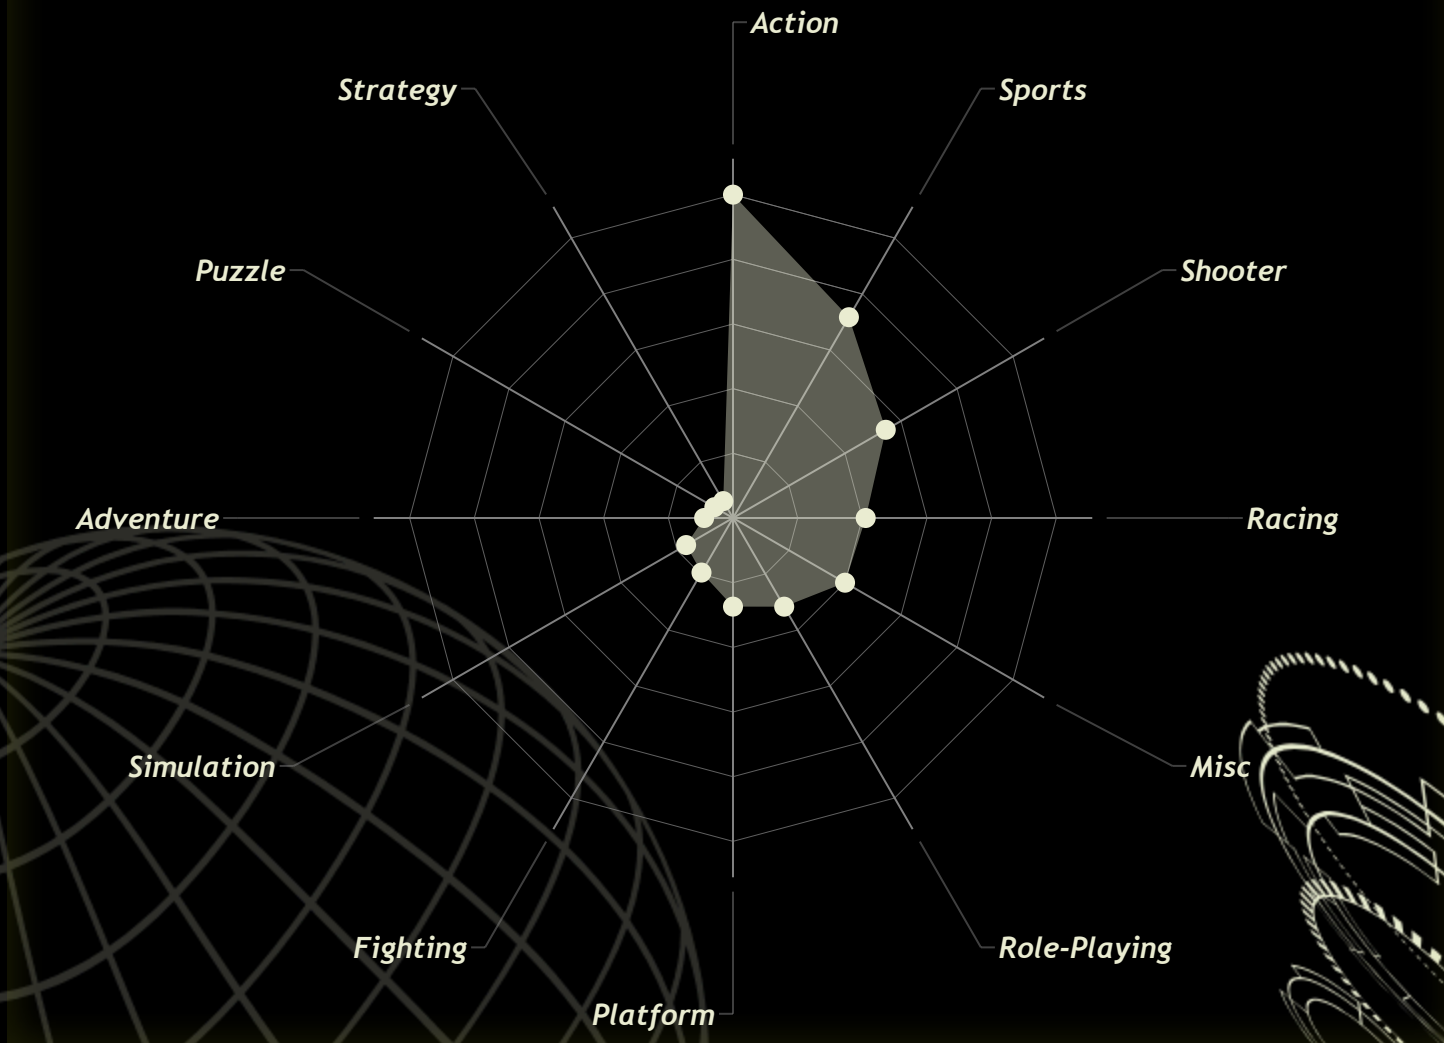 Action
Strategy
Sports
Puzzle
Shooter
Adventure
Racing
Simulation
Misc
Fighting
Role-Playing
Platform